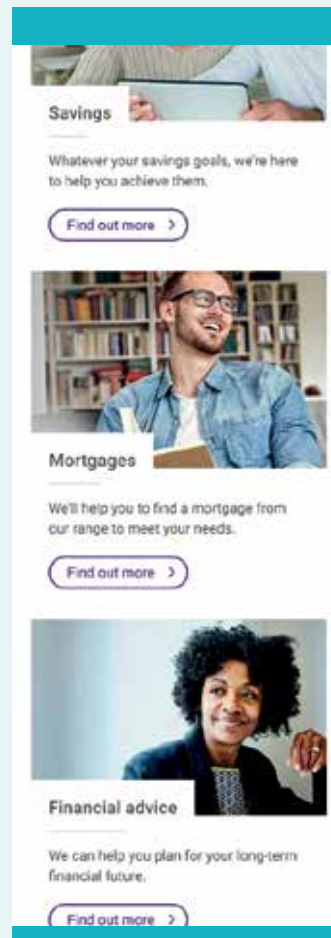 Savings
Whatever your savings goals, we're here
to help you achieve them.
Find out more
Mortgages
We'll help you to find a mortgage from
our range to meet your needs.
Find out more
Financial advice
We can help you plan for your long-term
financial future.
Find out more